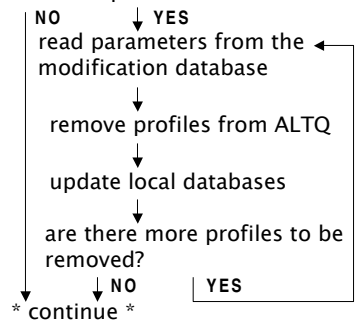 NO YES
read parameters from the
modification database
remove profiles from ALTQ
update local databases
are there more profiles to be
removed?
NO YES
* continue *